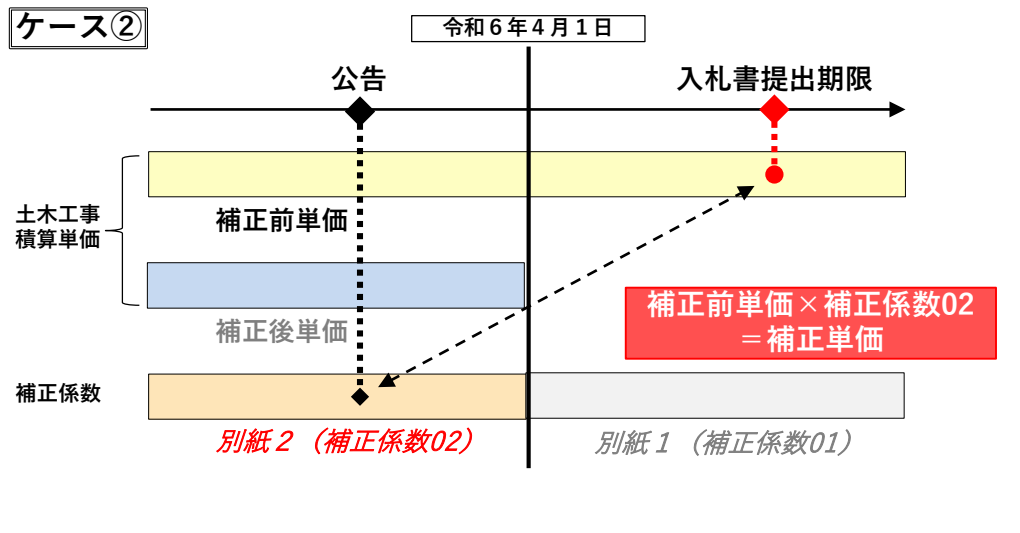 ケース②
令和６年４月１日
公告
入札書提出期限
土木工事
積算単価
補正前単価
補正後単価
補正前単価×補正係数02
＝補正単価
補正係数
別紙２（補正係数02）
別紙１（補正係数01）